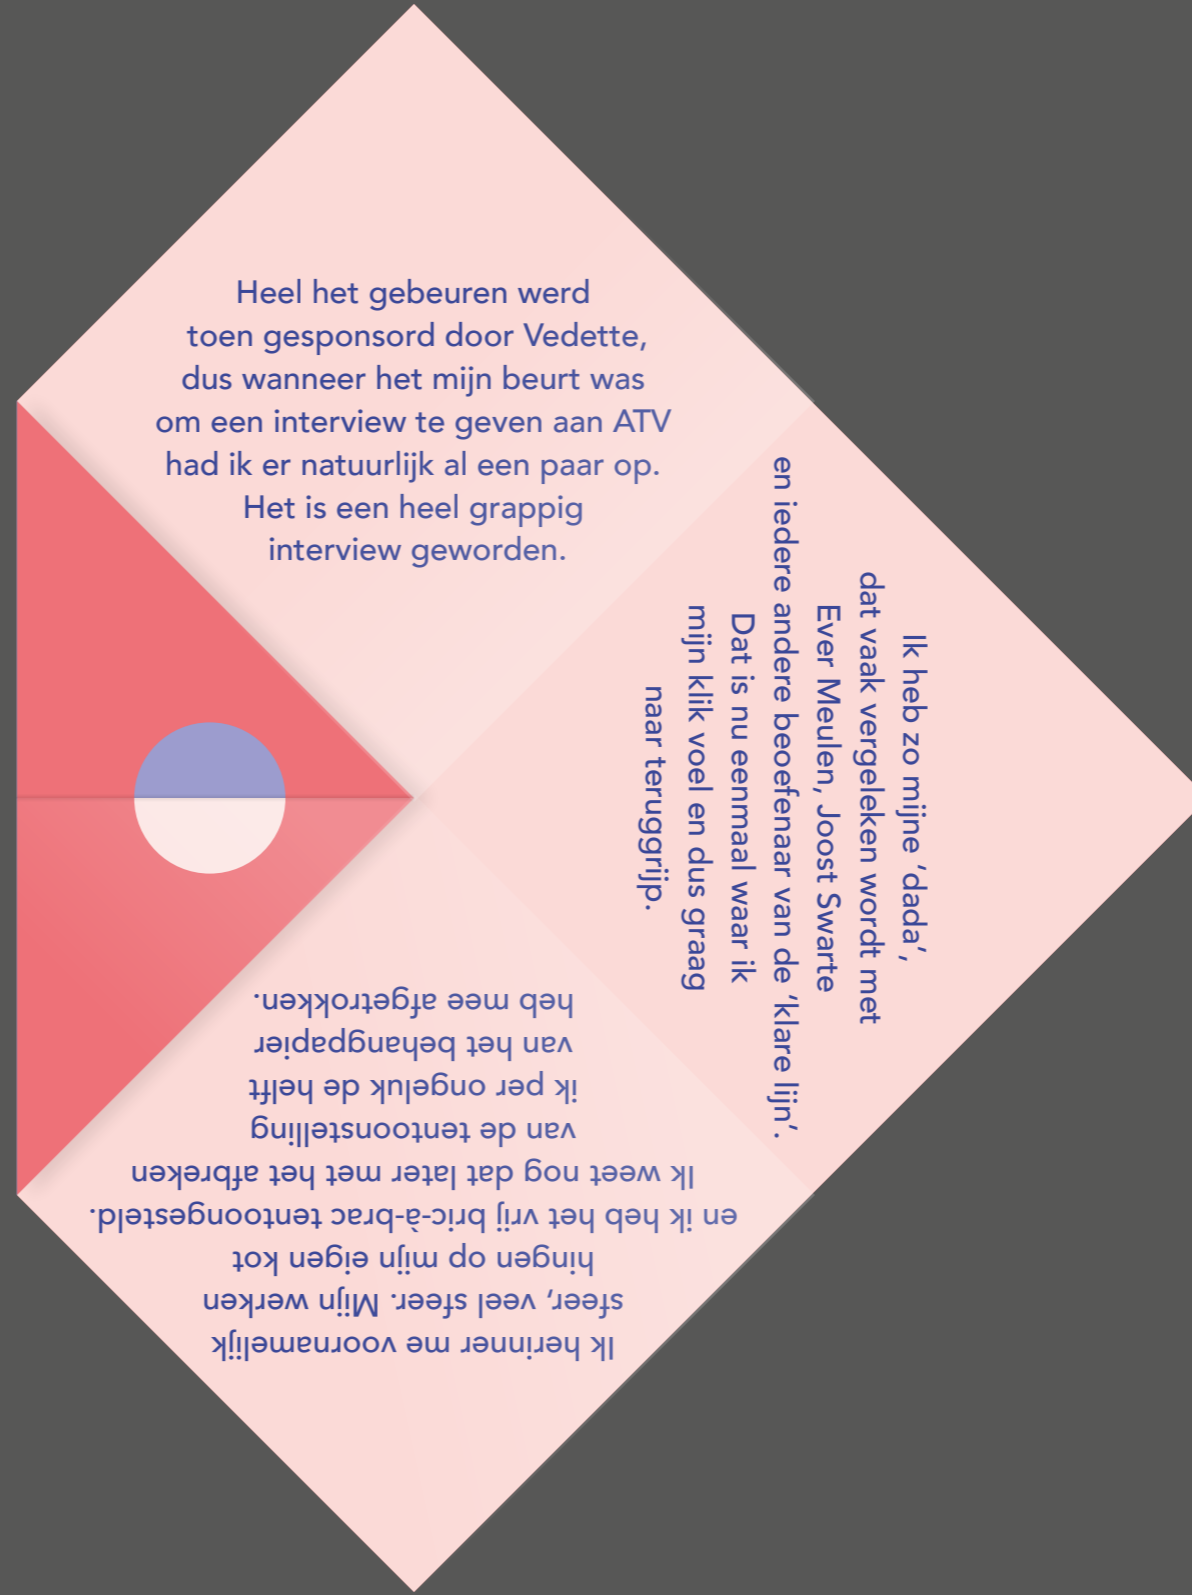 Heel het gebeuren werd
toen gesponsord door Vedette,
dus wanneer het mijn beurt was
om een interview te geven aan ATV
had ik er natuurlijk al een paar op.
Het is een heel grappig
interview geworden.
Ik heb zo mijne ‘dada’,
dat vaak vergeleken wordt met
Ever Meulen, Joost Swarte
en iedere andere beoefenaar van de ‘klare lijn’.
Dat is nu eenmaal waar ik
mijn klik voel en dus graag
naar teruggrijp.
Ik herinner me voornamelijk
sfeer, veel sfeer. Mijn werken
hingen op mijn eigen kot
en ik heb het vrij bric-à-brac tentoongesteld.
Ik weet nog dat later met het afbreken
van de tentoonstelling
ik per ongeluk de helft
van het behangpapier
heb mee afgetrokken.